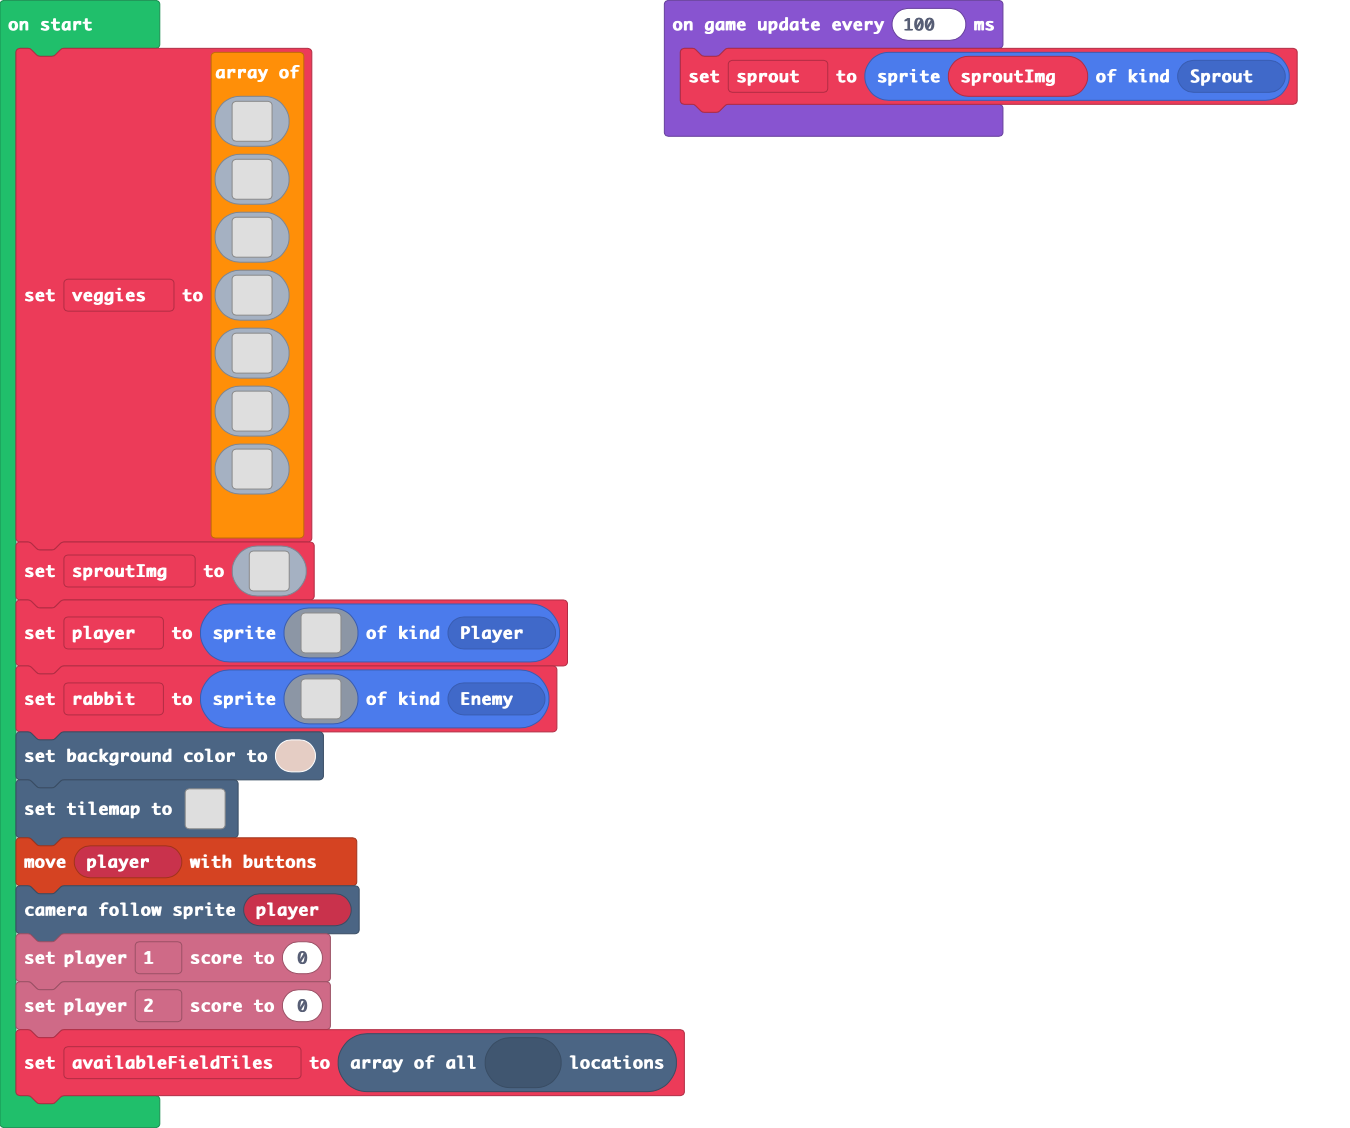 on start
set veggies to array of
set sproutImg to
set player to sprite of kind Player
set rabbit to sprite of kind Enemy
set background color to
set tilemap to
move player with buttons
camera follow sprite player
set player 1 score to 0
set player 2 score to 0
set availableFieldTiles to array of all locations
on game update every 100 ms
set sprout to sprite sproutImg of kind Sprout